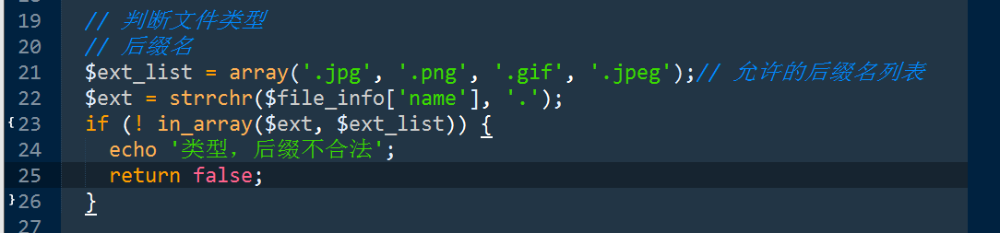 19 // 判断文件类型
20 // 后缀名
21 $ext_list = array('.jpg', '.png', '.gif', '.jpeg');// 允许的后缀名列表
22 $ext = strrchr($file_info['name'], '.');
{23 if (! in_array($ext, $ext_list)) {
24 echo '类型，后缀不合法';
25 return false;
}26 }
27